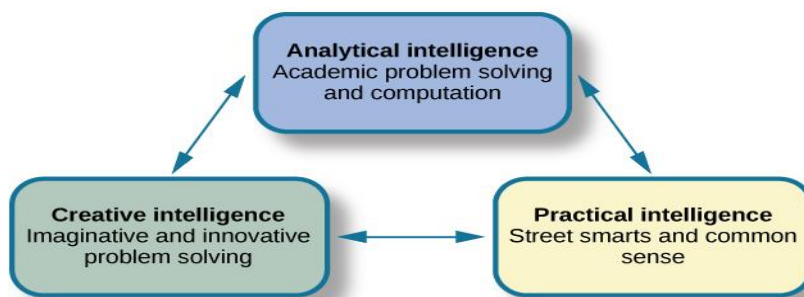 Analytical intelligence
Academic problem solving
and computation
Creative intelligence
Imaginative and innovative
problem solving
Practical intelligence
Street smarts and common
sense